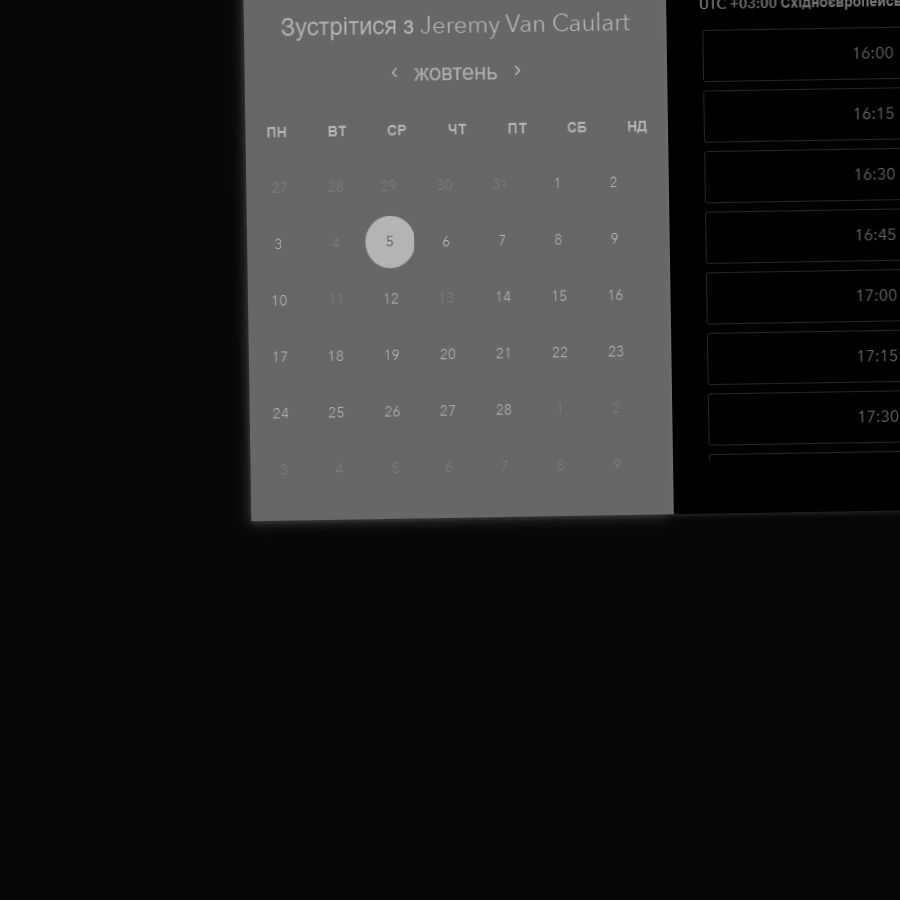 Зустрітися з Jeremy Van Caulart
‹ жовтень ›
ПН ВТ СР ЧТ ПТ СБ НД
27 28 29 30 31 1 2
3 4 5 6 7 8 9
10 11 12 13 14 15 16
17 18 19 20 21 22 23
24 25 26 27 28 1 2
3 4 5 6 7 8 9
UTC +03:00
16:00
16:15
16:30
16:45
17:00
17:15
17:30